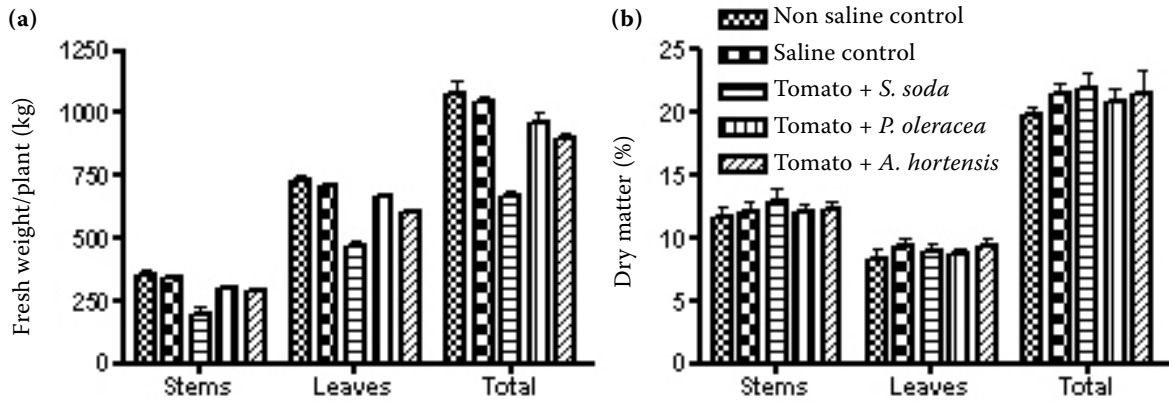 (a)
Fresh weight/plant (kg)
1250
1000
750
500
250
0
Stems Leaves Total
(b)
Dry matter (%)
25
20
15
10
5
0
Stems Leaves Total
Non saline control
Saline control
Tomato + S. soda
Tomato + P. oleracea
Tomato + A. hortensis